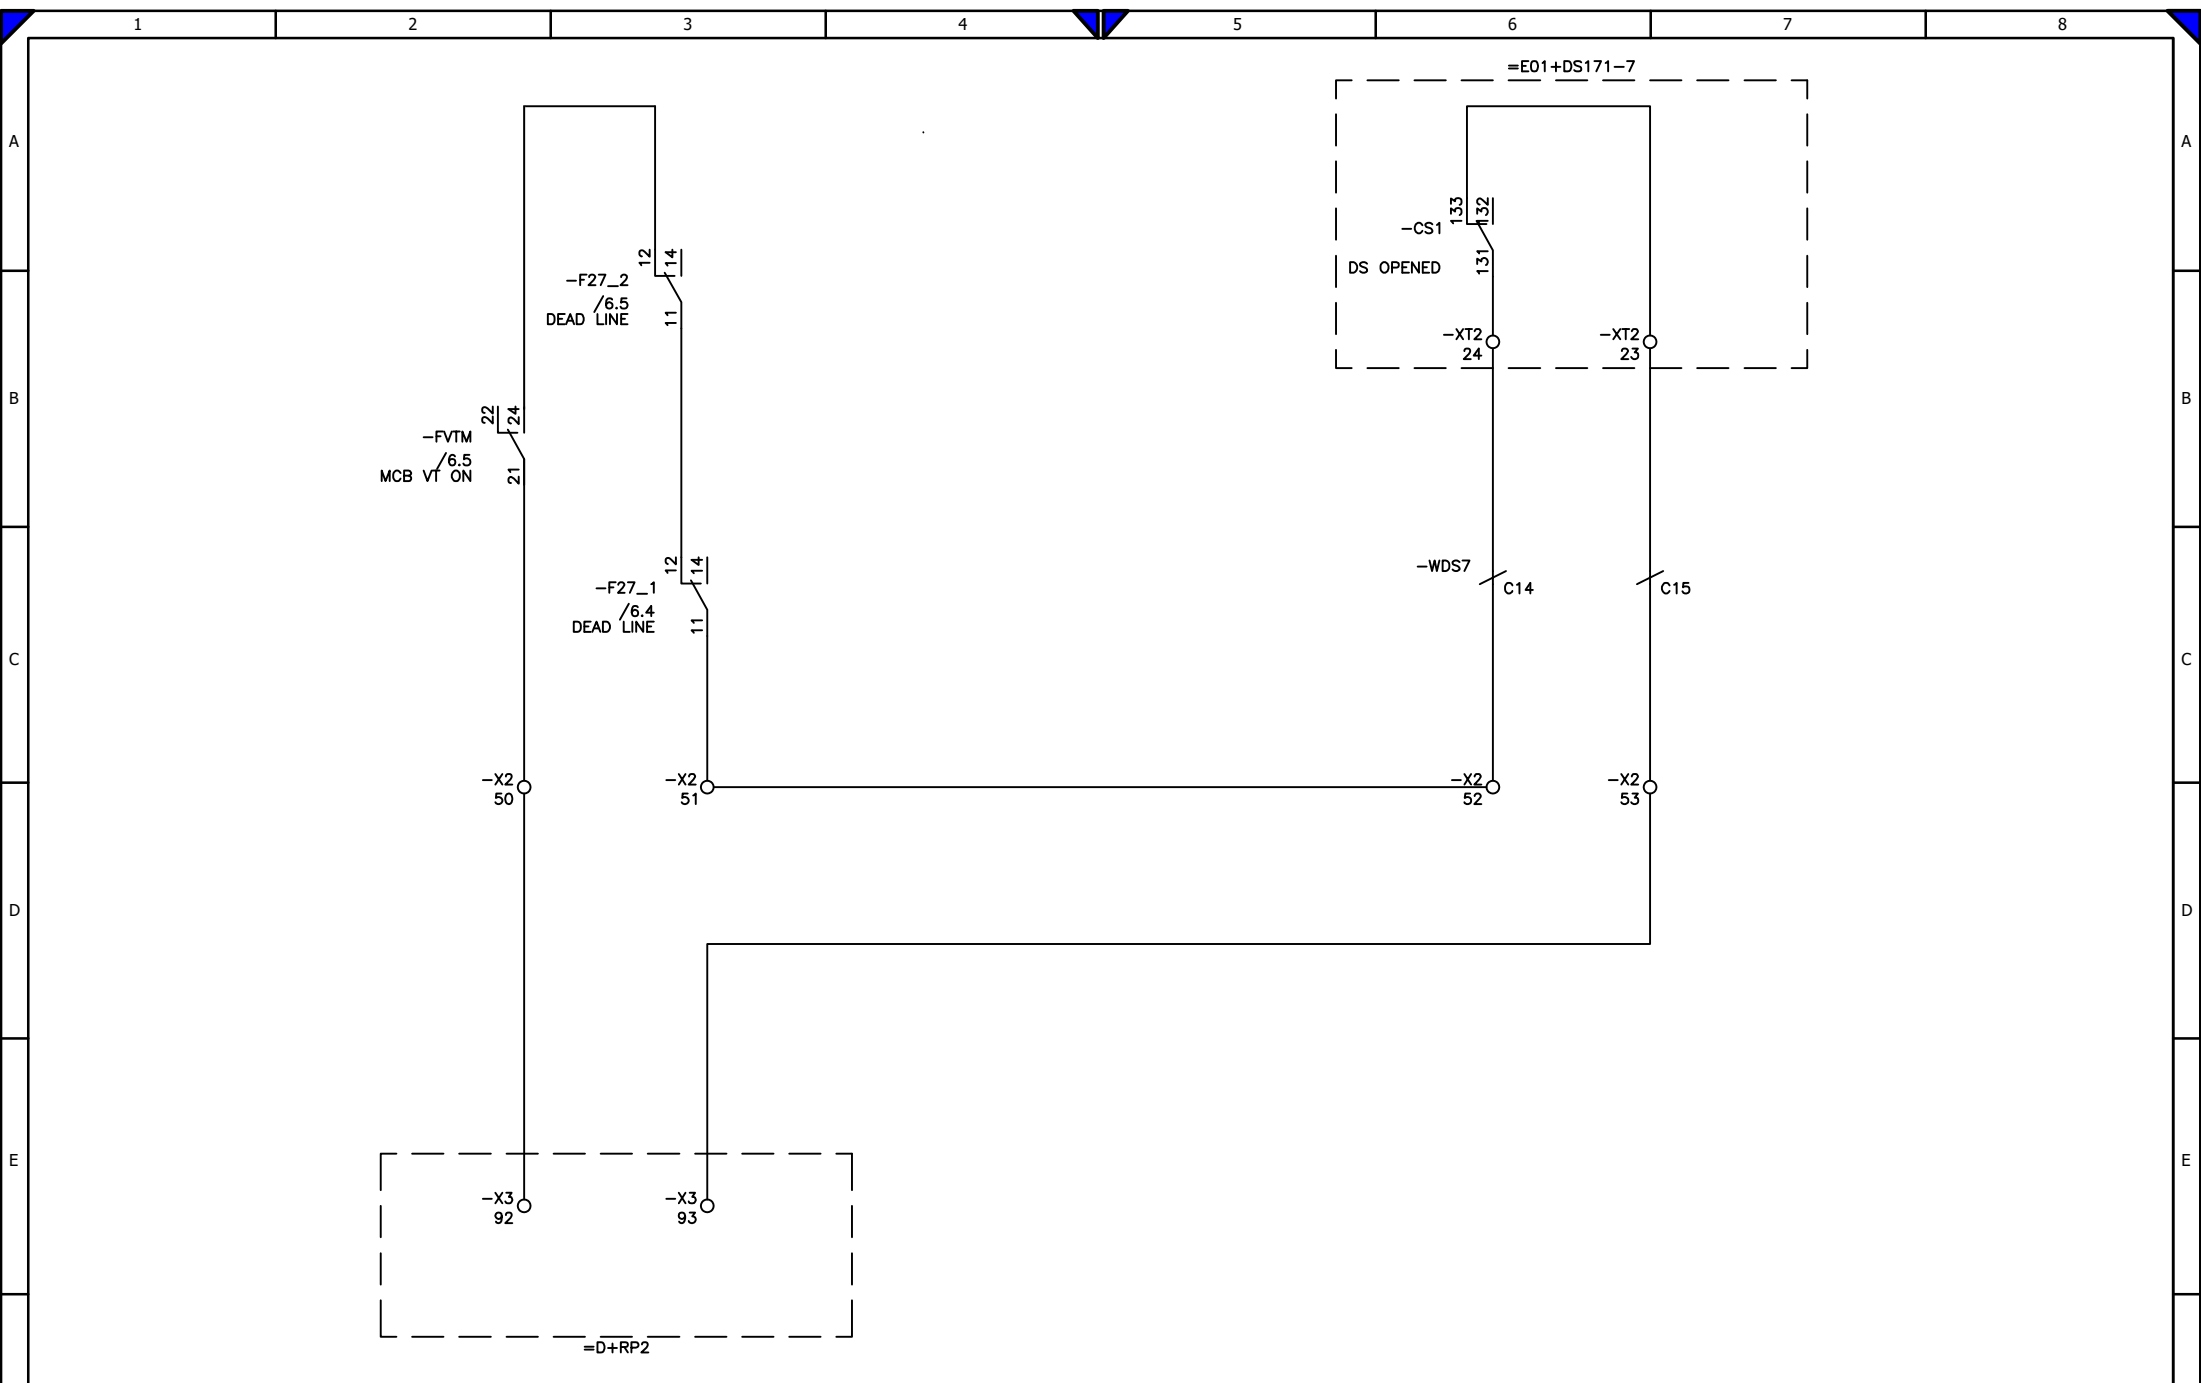 1 2 3 4 5 6 7 8
=E01+DS171-7
A A
133 132
-CS1
131
DS OPENED
12 14
-F27_2
/6.5
DEAD LINE
11
-XT2
24
-XT2
23
B B
22 24
-FVTM
/6.5
MCB VT ON
21
12 14
-F27_1
/6.4
DEAD LINE
11
-WDS7
C14
C15
C C
-X2
50
-X2
51
-X2
52
-X2
53
D D
E E
-X3
92
-X3
93
=D+RP2